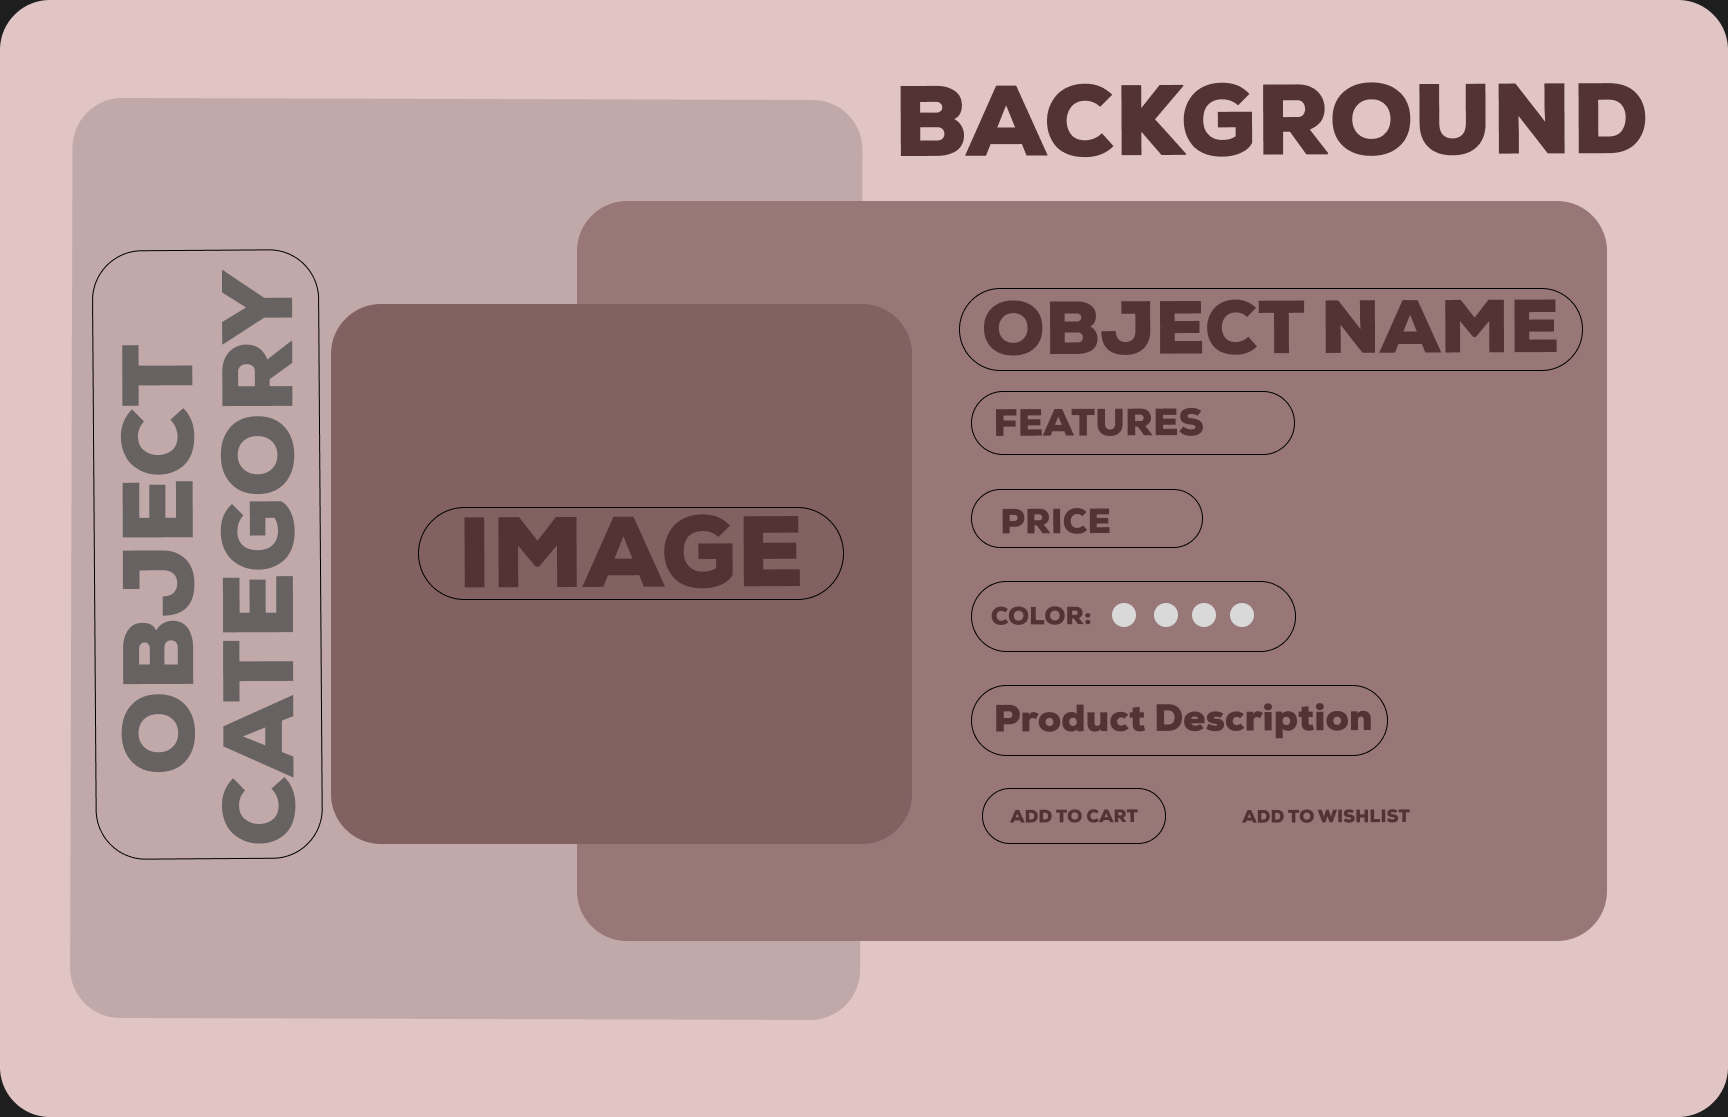 BACKGROUND
OBJECT
CATEGORY
IMAGE
OBJECT NAME
FEATURES
PRICE
COLOR:
Product Description
ADD TO CART
ADD TO WISHLIST